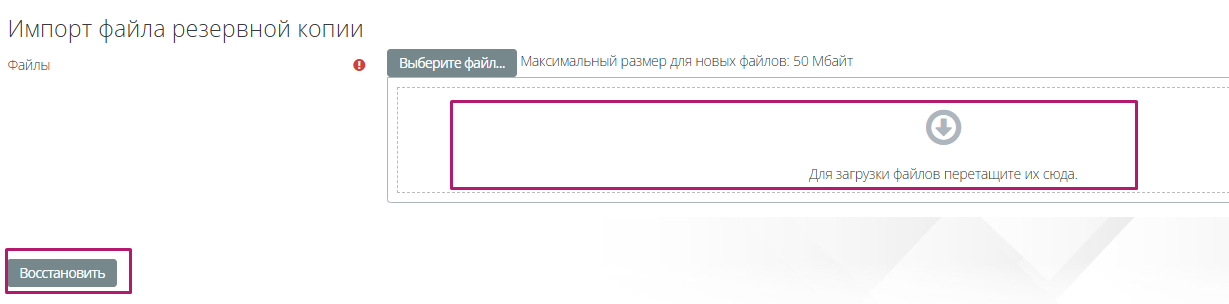 Импорт файла резервной копии
Файлы
Выберите файл... Максимальный размер для новых файлов: 50 Мбайт
Для загрузки файлов перетащите их сюда.
Восстановить